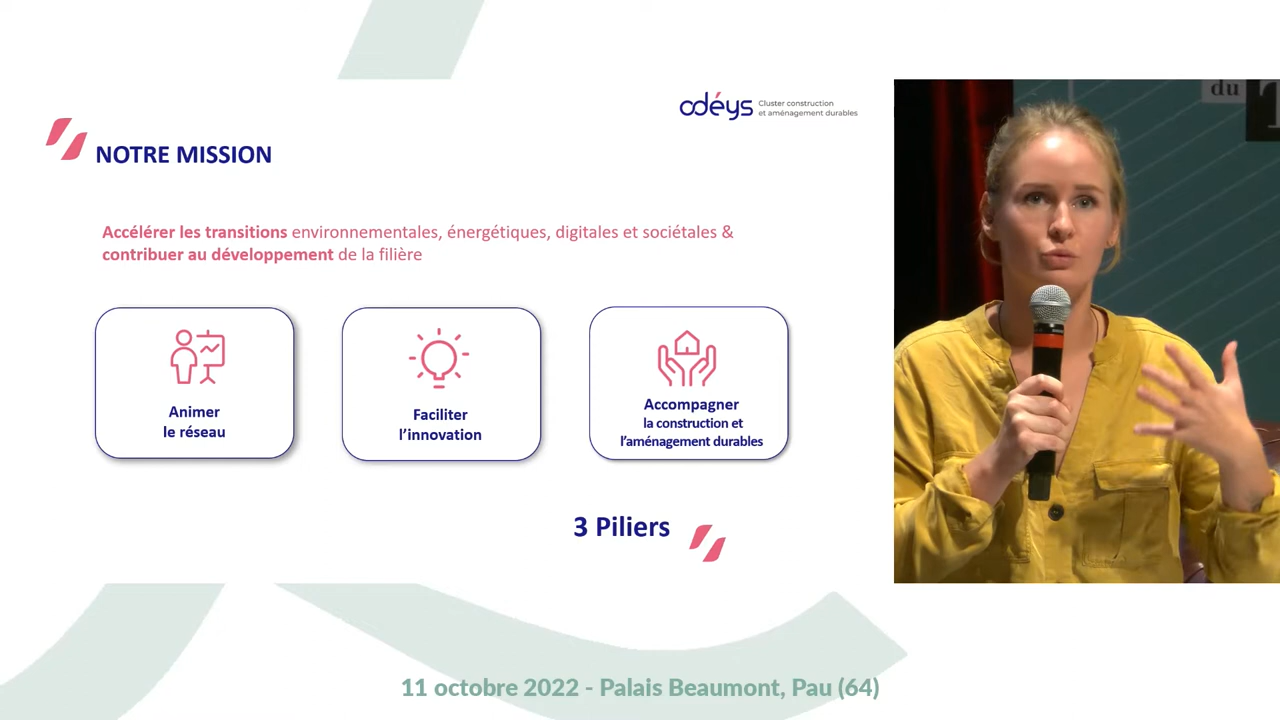 odéys
Cluster construction
et aménagement durables
du
NOTRE MISSION
Accélérer les transitions environnementales, énergétiques, digitales et sociétales &
contribuer au développement de la filière
Animer
le réseau
Faciliter
l'innovation
Accompagner
la construction et
l'aménagement durables
3 Piliers
11 octobre 2022 - Palais Beaumont, Pau (64)